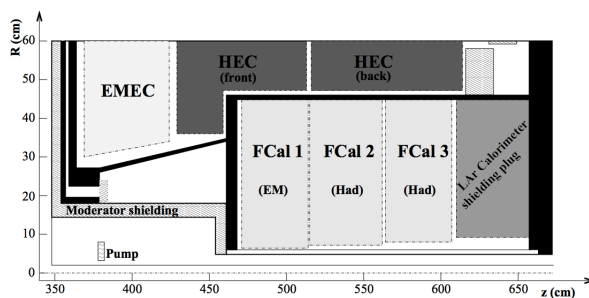 R (cm)
60
50
40
30
20
10
0
EMEC
HEC
(front)
HEC
(back)
FCal 1
(EM)
FCal 2
(Had)
FCal 3
(Had)
LAr Calorimeter
shielding plug
Moderator shielding
Pump
350
400
450
500
550
600
650
z (cm)